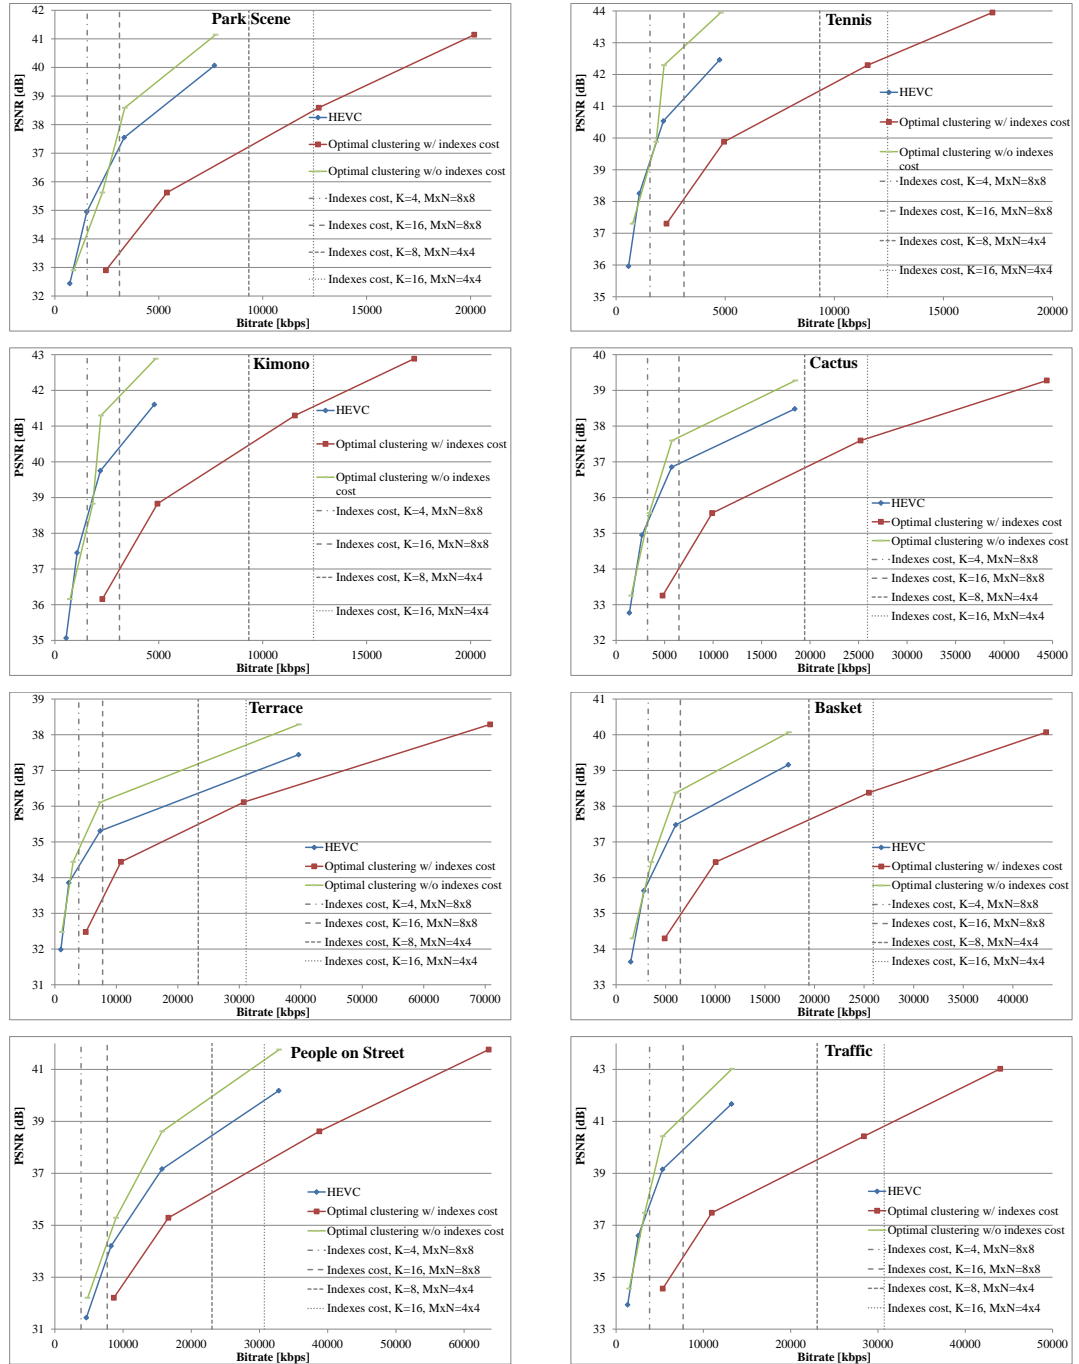 Park Scene
PSNR [dB]
42
41
40
39
38
37
36
35
34
33
32
0 5000 10000 15000 20000
Bitrate [kbps]
HEVC
Optimal clustering w/ indexes cost
Optimal clustering w/o indexes cost
Indexes cost, K=4, MxN=8x8
Indexes cost, K=16, MxN=8x8
Indexes cost, K=8, MxN=4x4
Indexes cost, K=16, MxN=4x4
Tennis
PSNR [dB]
44
43
42
41
40
39
38
37
36
35
0 5000 10000 15000 20000
Bitrate [kbps]
HEVC
Optimal clustering w/ indexes cost
Optimal clustering w/o indexes
cost
Indexes cost, K=4, MxN=8x8
Indexes cost, K=16, MxN=8x8
Indexes cost, K=8, MxN=4x4
Indexes cost, K=16, MxN=4x4
Kimono
PSNR [dB]
43
42
41
40
39
38
37
36
35
0 5000 10000 15000 20000
Bitrate [kbps]
HEVC
Optimal clustering w/ indexes cost
Optimal clustering w/o indexes
cost
Indexes cost, K=4, MxN=8x8
Indexes cost, K=16, MxN=8x8
Indexes cost, K=8, MxN=4x4
Indexes cost, K=16, MxN=4x4
Cactus
PSNR [dB]
40
39
38
37
36
35
34
33
32
0 5000 10000 15000 20000 25000 30000 35000 40000 45000
Bitrate [kbps]
HEVC
Optimal clustering w/ indexes cost
Optimal clustering w/o indexes cost
Indexes cost, K=4, MxN=8x8
Indexes cost, K=16, MxN=8x8
Indexes cost, K=8, MxN=4x4
Indexes cost, K=16, MxN=4x4
Terrace
PSNR [dB]
39
38
37
36
35
34
33
32
31
0 10000 20000 30000 40000 50000 60000 70000
Bitrate [kbps]
HEVC
Optimal clustering w/ indexes cost
Optimal clustering w/o indexes cost
Indexes cost, K=4, MxN=8x8
Indexes cost, K=16, MxN=8x8
Indexes cost, K=8, MxN=4x4
Indexes cost, K=16, MxN=4x4
Basket
PSNR [dB]
41
40
39
38
37
36
35
34
33
0 5000 10000 15000 20000 25000 30000 35000 40000
Bitrate [kbps]
HEVC
Optimal clustering w/ indexes cost
Optimal clustering w/o indexes cost
Indexes cost, K=4, MxN=8x8
Indexes cost, K=16, MxN=8x8
Indexes cost, K=8, MxN=4x4
Indexes cost, K=16, MxN=4x4
People on Street
PSNR [dB]
41
39
37
35
33
31
0 10000 20000 30000 40000 50000 60000
Bitrate [kbps]
HEVC
Optimal clustering w/ indexes cost
Optimal clustering w/o indexes cost
Indexes cost, K=4, MxN=8x8
Indexes cost, K=16, MxN=8x8
Indexes cost, K=8, MxN=4x4
Indexes cost, K=16, MxN=4x4
Traffic
PSNR [dB]
43
41
39
37
35
33
0 10000 20000 30000 40000 50000
Bitrate [kbps]
HEVC
Optimal clustering w/ indexes cost
Optimal clustering w/o indexes cost
Indexes cost, K=4, MxN=8x8
Indexes cost, K=16, MxN=8x8
Indexes cost, K=8, MxN=4x4
Indexes cost, K=16, MxN=4x4